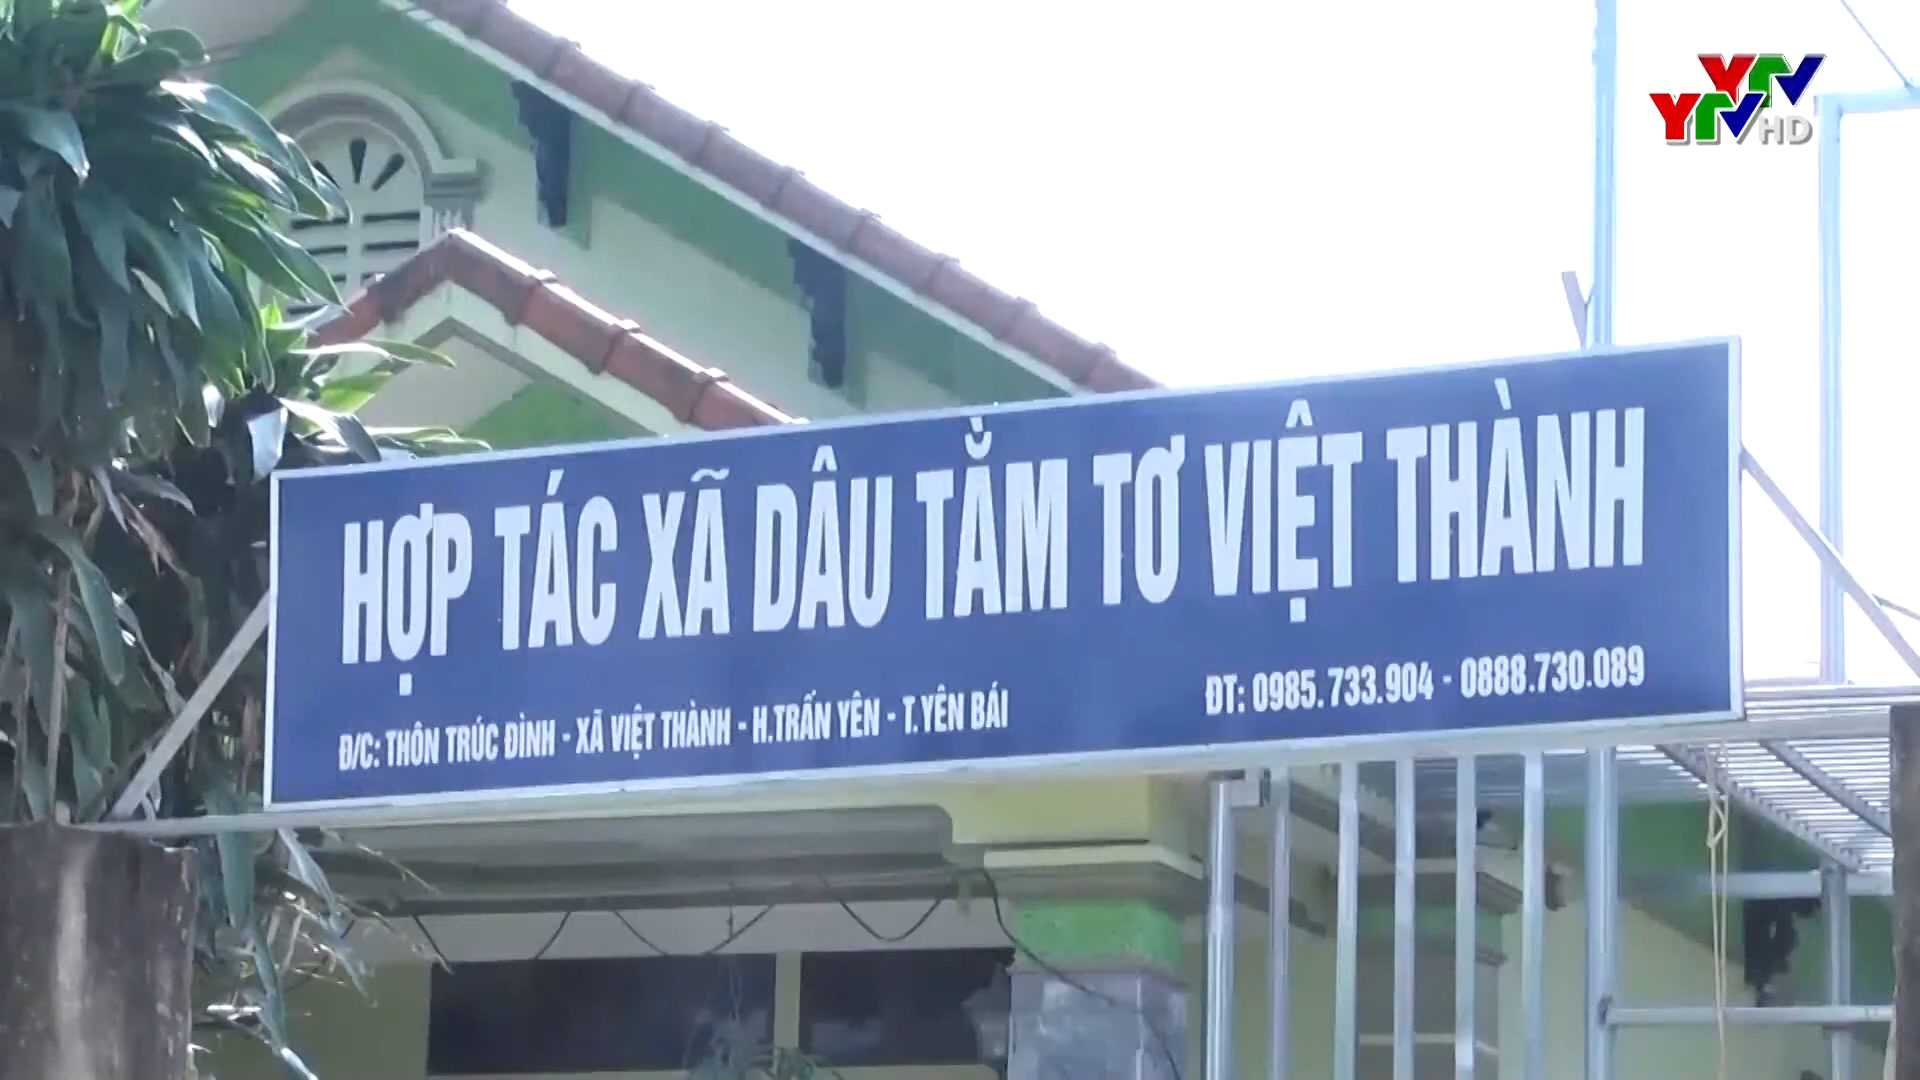 YTV
YTV HD
HỢP TÁC XÃ DÂU TẰM TƠ VIỆT THÀNH
Đ/C: THÔN TRÚC ĐÌNH - XÃ VIỆT THÀNH - H.TRẤN YÊN - T.YÊN BÁI
ĐT: 0985.733.904 - 0888.730.089